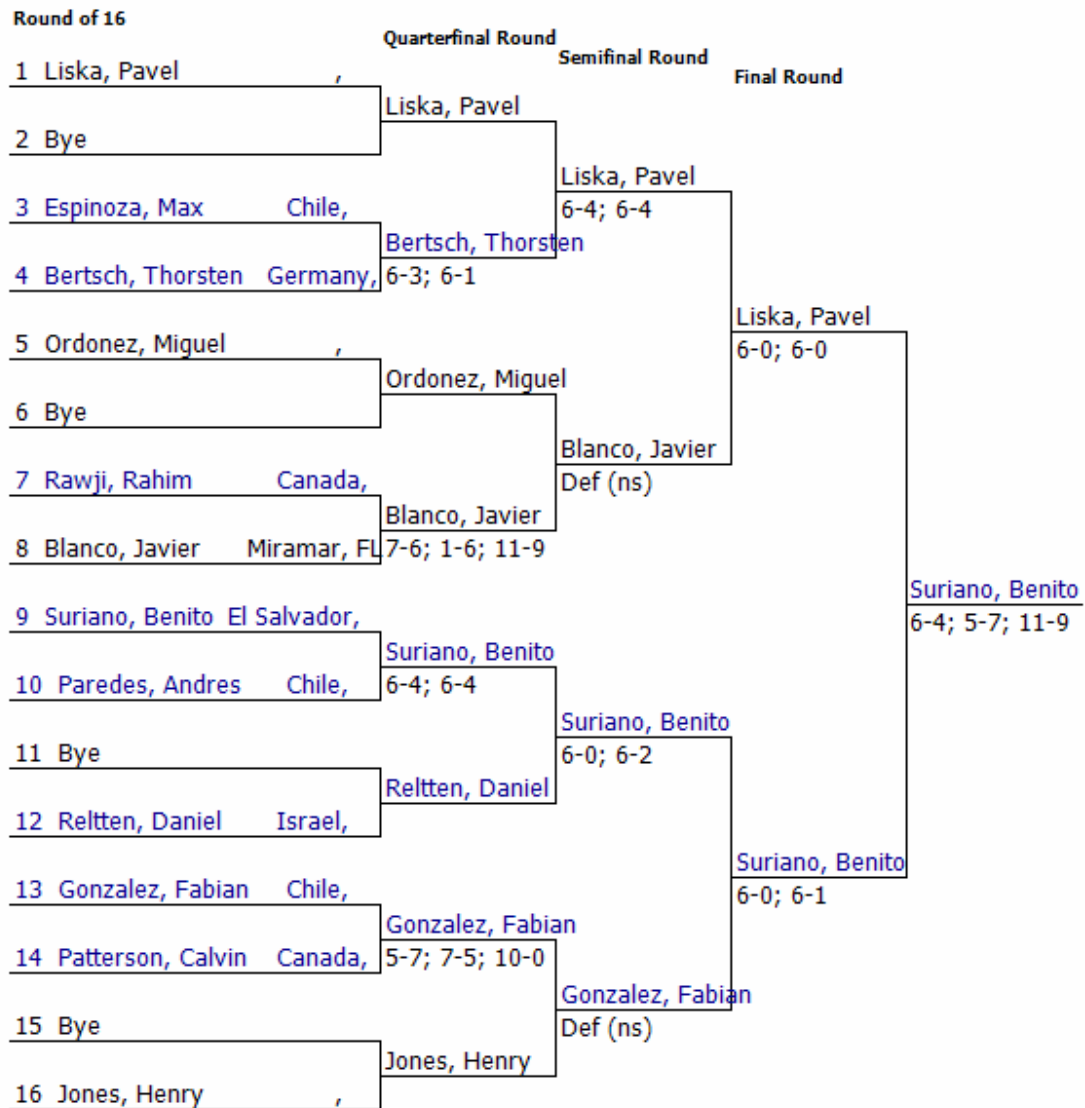 Round of 16
Quarterfinal Round
Semifinal Round
Final Round
1 Liska, Pavel ,
Liska, Pavel
2 Bye
Liska, Pavel
6-4; 6-4
3 Espinoza, Max Chile,
Bertsch, Thorsten
6-3; 6-1
4 Bertsch, Thorsten Germany,
Liska, Pavel
6-0; 6-0
5 Ordonez, Miguel ,
Ordonez, Miguel
6 Bye
Blanco, Javier
Def (ns)
7 Rawji, Rahim Canada,
Blanco, Javier
7-6; 1-6; 11-9
8 Blanco, Javier Miramar, FL
Suriano, Benito
6-4; 5-7; 11-9
9 Suriano, Benito El Salvador,
Suriano, Benito
6-4; 6-4
10 Paredes, Andres Chile,
Suriano, Benito
6-0; 6-2
11 Bye
Reltten, Daniel
12 Reltten, Daniel Israel,
Suriano, Benito
6-0; 6-1
13 Gonzalez, Fabian Chile,
Gonzalez, Fabian
5-7; 7-5; 10-0
14 Patterson, Calvin Canada,
Gonzalez, Fabian
Def (ns)
15 Bye
Jones, Henry
16 Jones, Henry ,